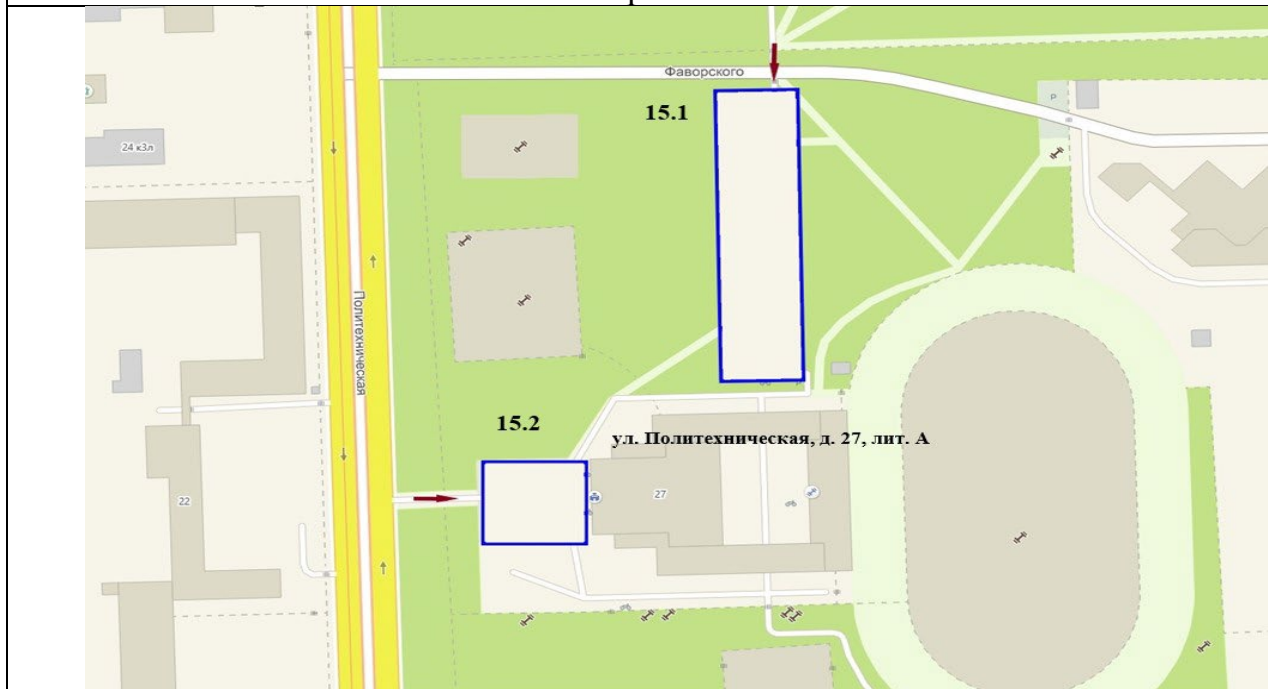 Фаворского
15.1
P
24 к3л
Политехническая
15.2
ул. Политехническая, д. 27, лит. А
22
27